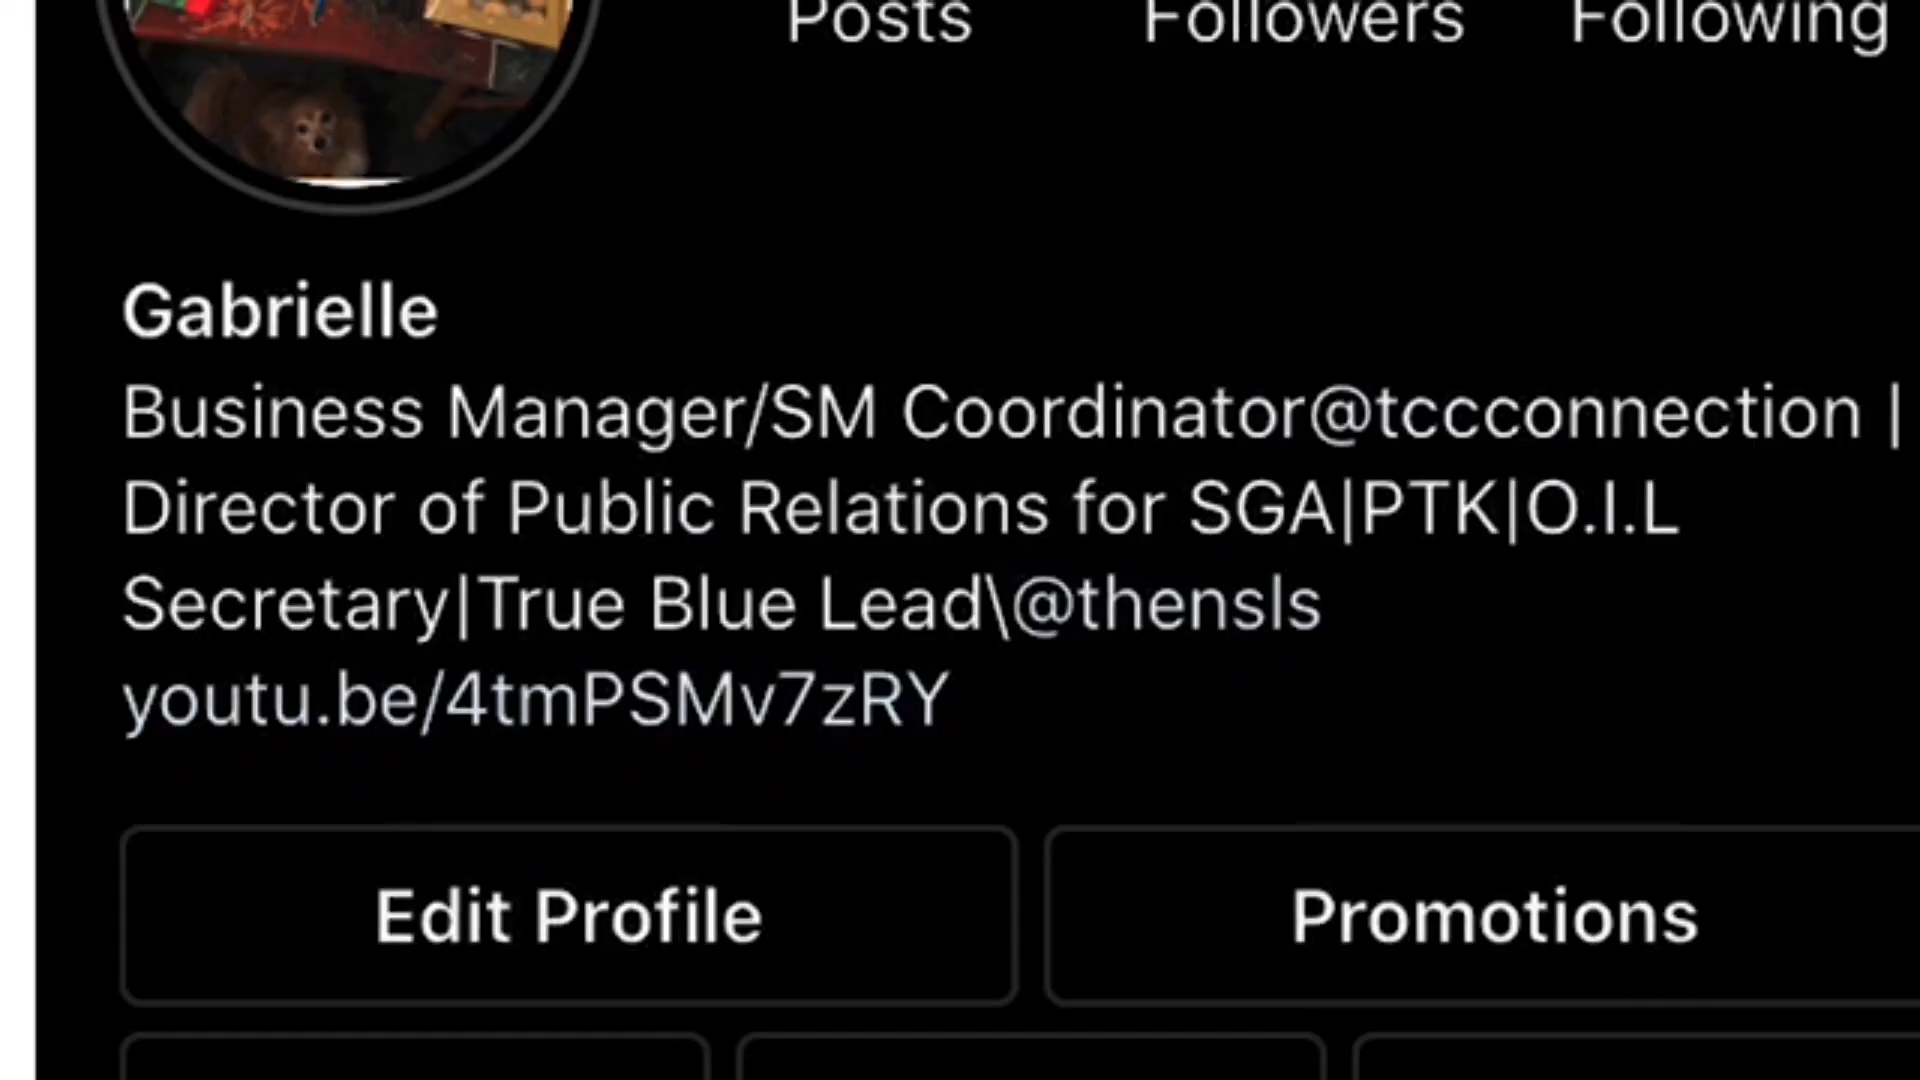 Posts Followers Following
Gabrielle
Business Manager/SM Coordinator@tccconnection |
Director of Public Relations for SGA|PTK|O.I.L
Secretary|True Blue Lead\@thensls
youtu.be/4tmPSMv7zRY
Edit Profile Promotions